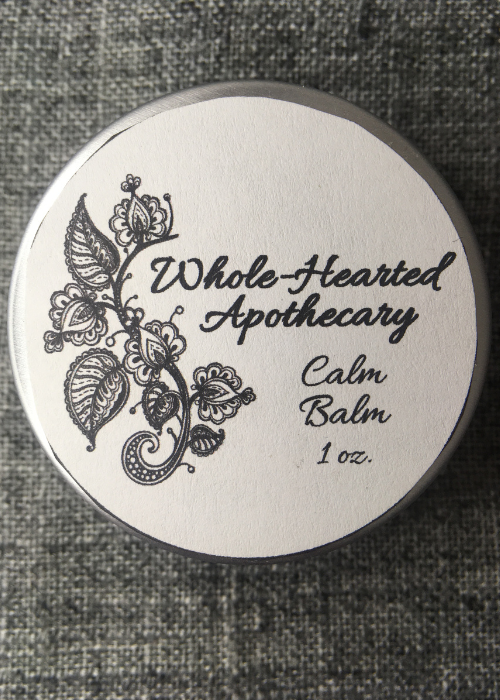 Whole-Hearted
Apothecary
Calm
Balm
1 oz.